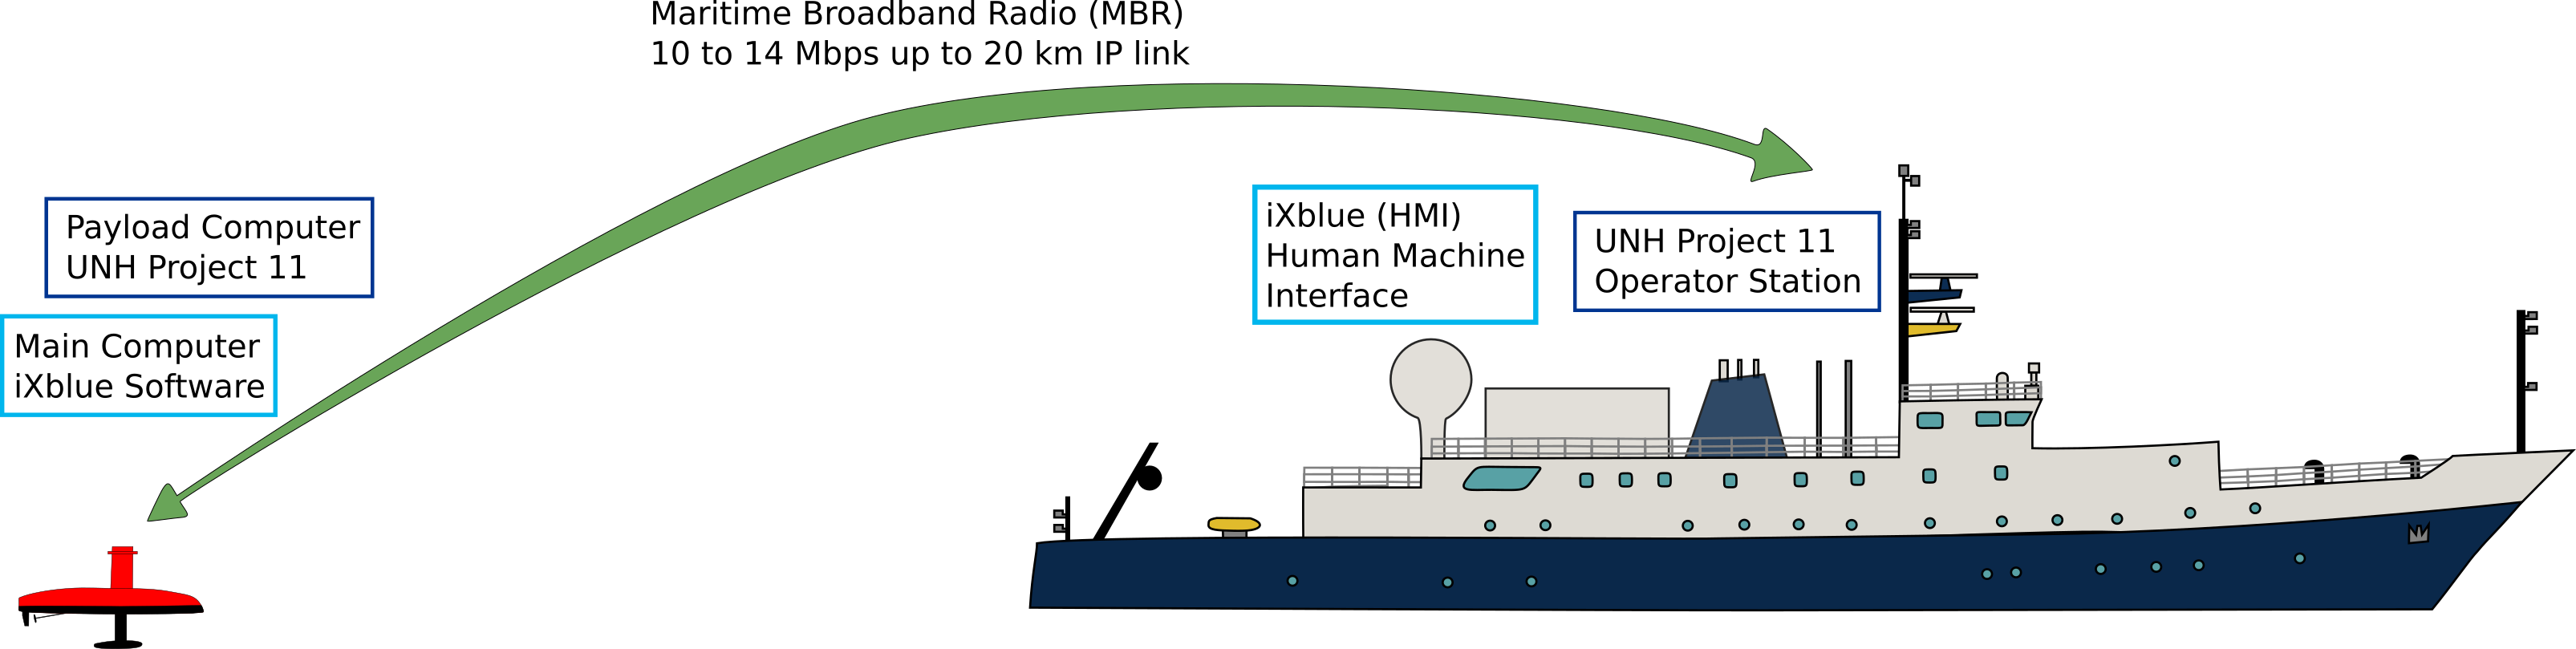 Maritime Broadband Radio (MBR)
10 to 14 Mbps up to 20 km IP link
Payload Computer
UNH Project 11
Main Computer
iXblue Software
iXblue (HMI)
Human Machine
Interface
UNH Project 11
Operator Station